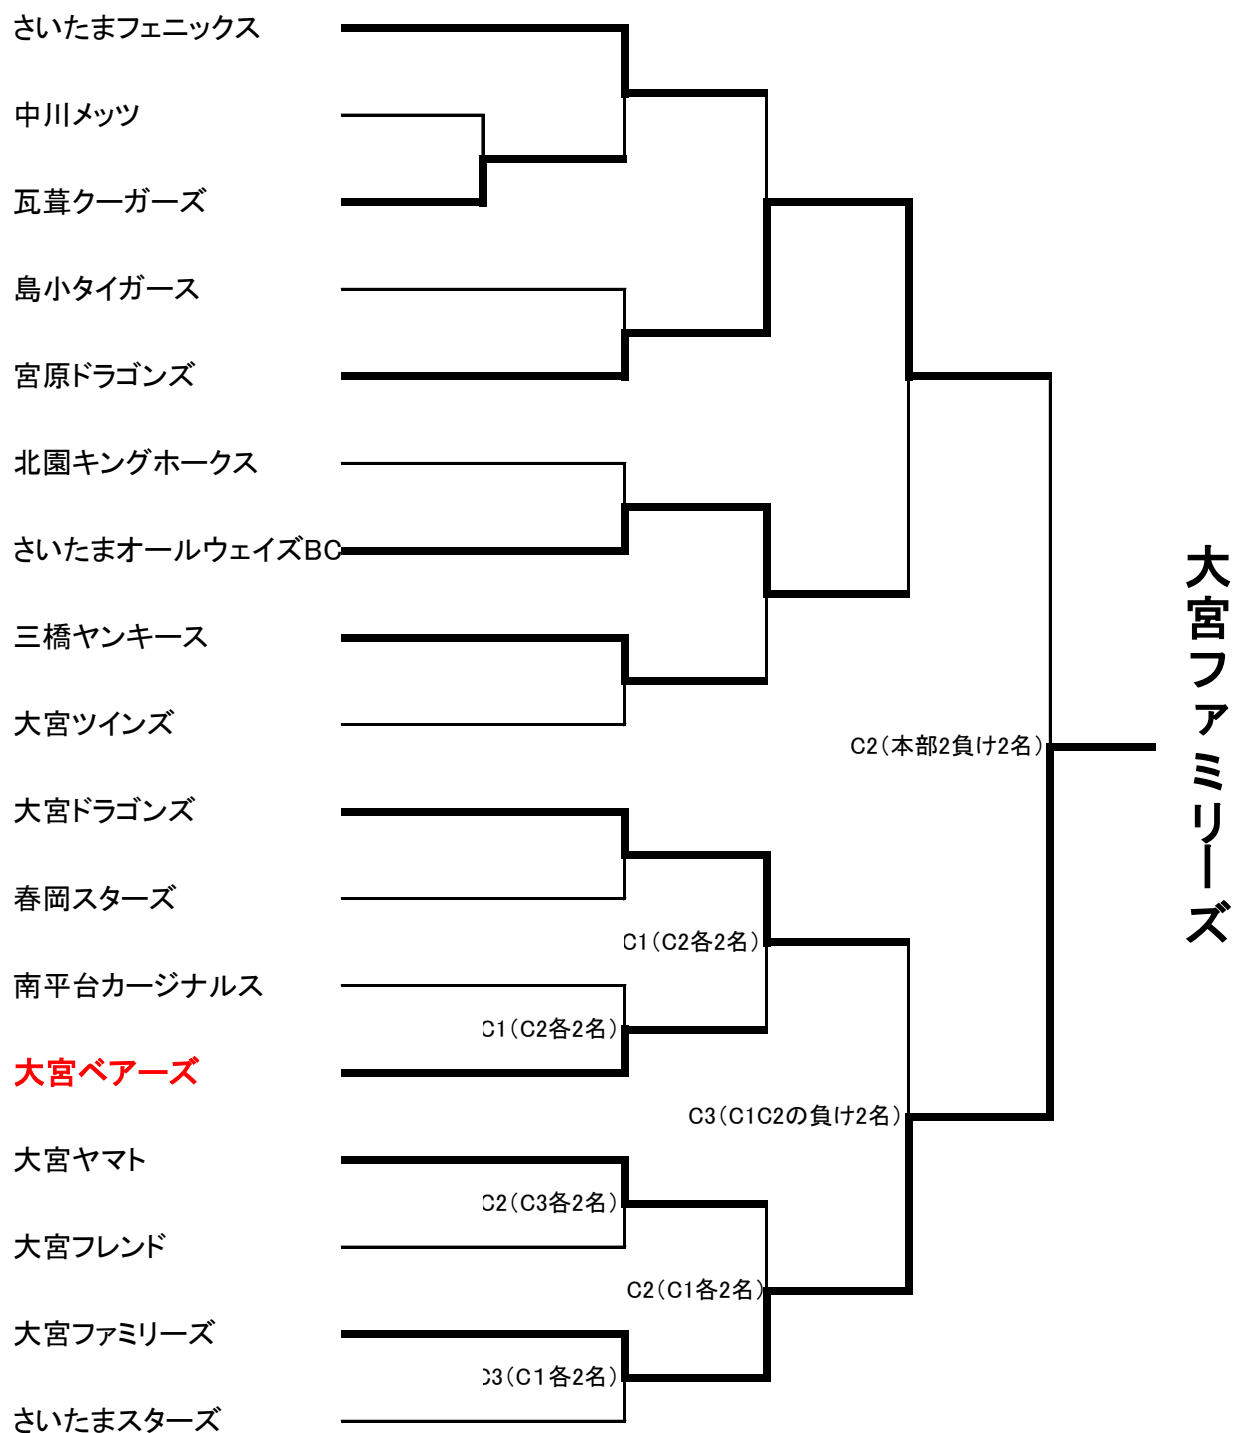 さいたまフェニックス
中川メッツ
瓦葺クーガーズ
島小タイガース
宮原ドラゴンズ
北園キングホークス
さいたまオールウェイズBC
三橋ヤンキース
大宮ツインズ
大宮ドラゴンズ
春岡スターズ
南平台カージナルス
大宮ベアーズ
大宮ヤマト
大宮フレンド
大宮ファミリーズ
さいたまスターズ
C1(C2各2名)
C1(C2各2名)
C2(C3各2名)
C3(C1各2名)
C2(C1各2名)
C3(C1C2の負け2名)
C2(本部2負け2名)
大宮ファミリーズ